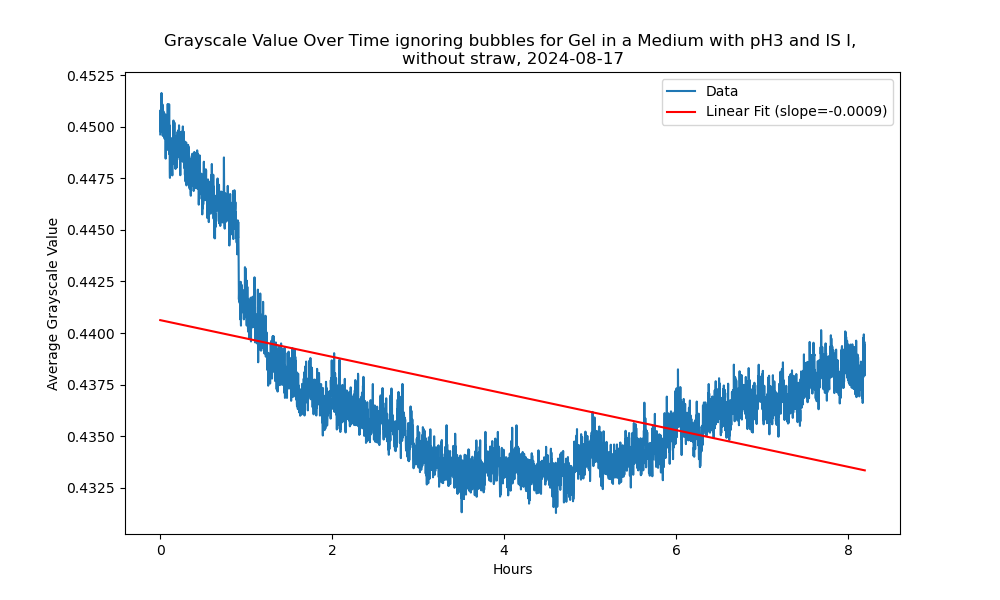 Grayscale Value Over Time ignoring bubbles for Gel in a Medium with pH3 and IS I,
without straw, 2024-08-17
Data
Linear Fit (slope=-0.0009)
Average Grayscale Value
0.4525
0.4500
0.4475
0.4450
0.4425
0.4400
0.4375
0.4350
0.4325
0 2 4 6 8
Hours